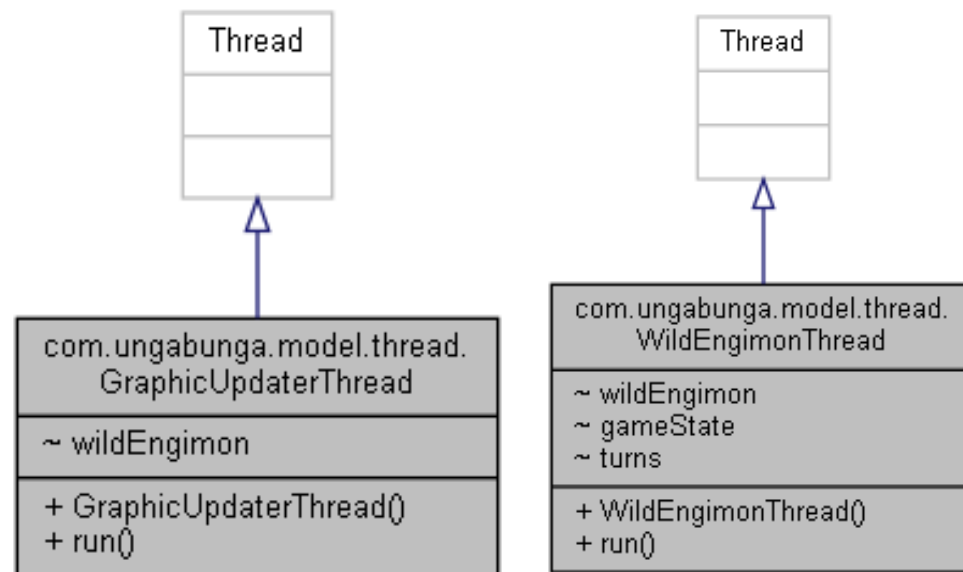 Thread
com.ungabunga.model.thread.
GraphicUpdaterThread
~ wildEngimon
+ GraphicUpdaterThread()
+ run()
Thread
com.ungabunga.model.thread.
WildEngimonThread
~ wildEngimon
~ gameState
~ turns
+ WildEngimonThread()
+ run()